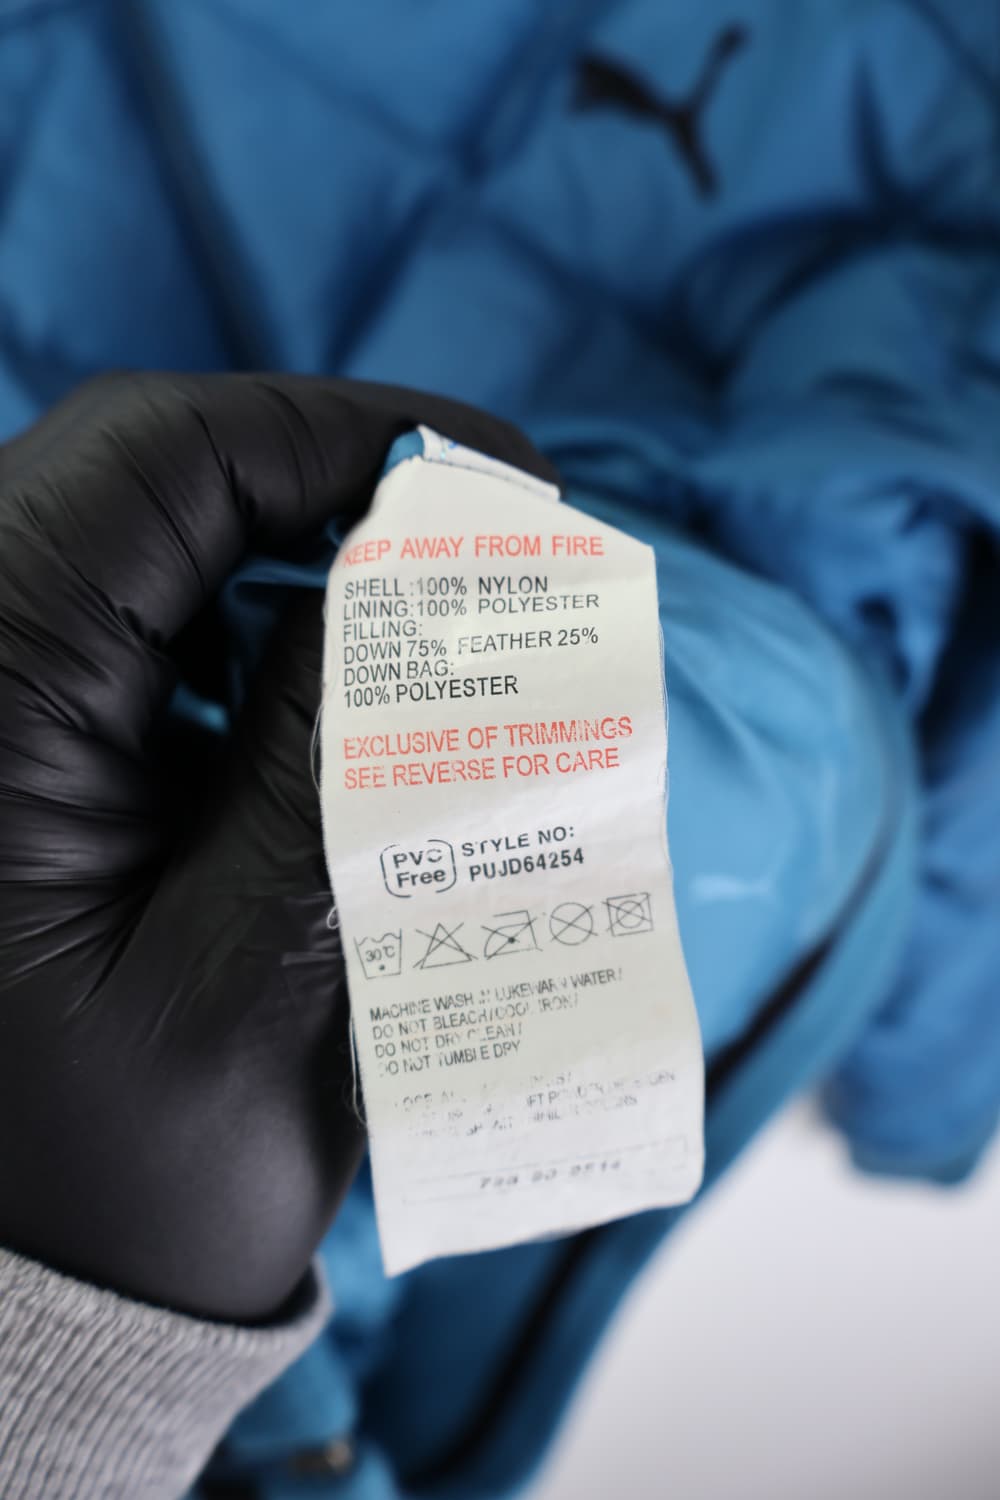 KEEP AWAY FROM FIRE
SHELL:100% NYLON
LINING:100% POLYESTER
FILLING:
DOWN 75% FEATHER 25%
DOWN BAG:
100% POLYESTER
EXCLUSIVE OF TRIMMINGS
SEE REVERSE FOR CARE
PVC Free
STYLE NO:
PUJD64254
30℃
MACHINE WASH IN LUKEWARM WATER/
DO NOT BLEACH/COOL IRON/
DO NOT DRY CLEAN/
DO NOT TUMBLE DRY